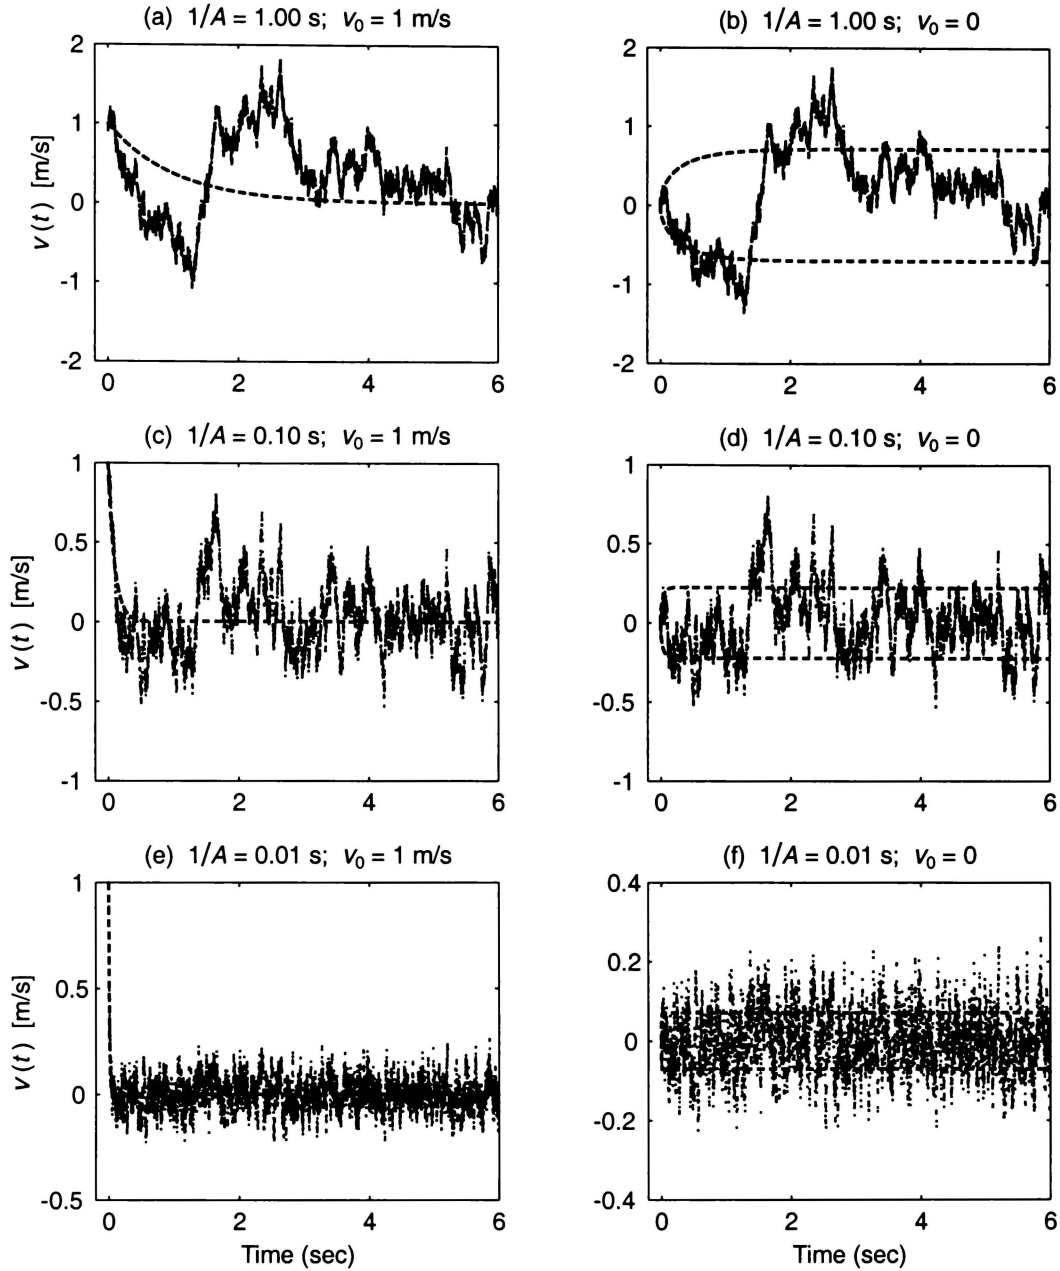 (a) 1/A = 1.00 s; v₀ = 1 m/s
(b) 1/A = 1.00 s; v₀ = 0
v (t) [m/s]
2
1
0
-1
-2
0 2 4 6
2
1
0
-1
-2
0 2 4 6
(c) 1/A = 0.10 s; v₀ = 1 m/s
(d) 1/A = 0.10 s; v₀ = 0
v (t) [m/s]
1
0.5
0
-0.5
-1
0 2 4 6
1
0.5
0
-0.5
-1
0 2 4 6
(e) 1/A = 0.01 s; v₀ = 1 m/s
(f) 1/A = 0.01 s; v₀ = 0
v (t) [m/s]
1
0.5
0
-0.5
0 2 4 6
Time (sec)
0.4
0.2
0
-0.2
-0.4
0 2 4 6
Time (sec)